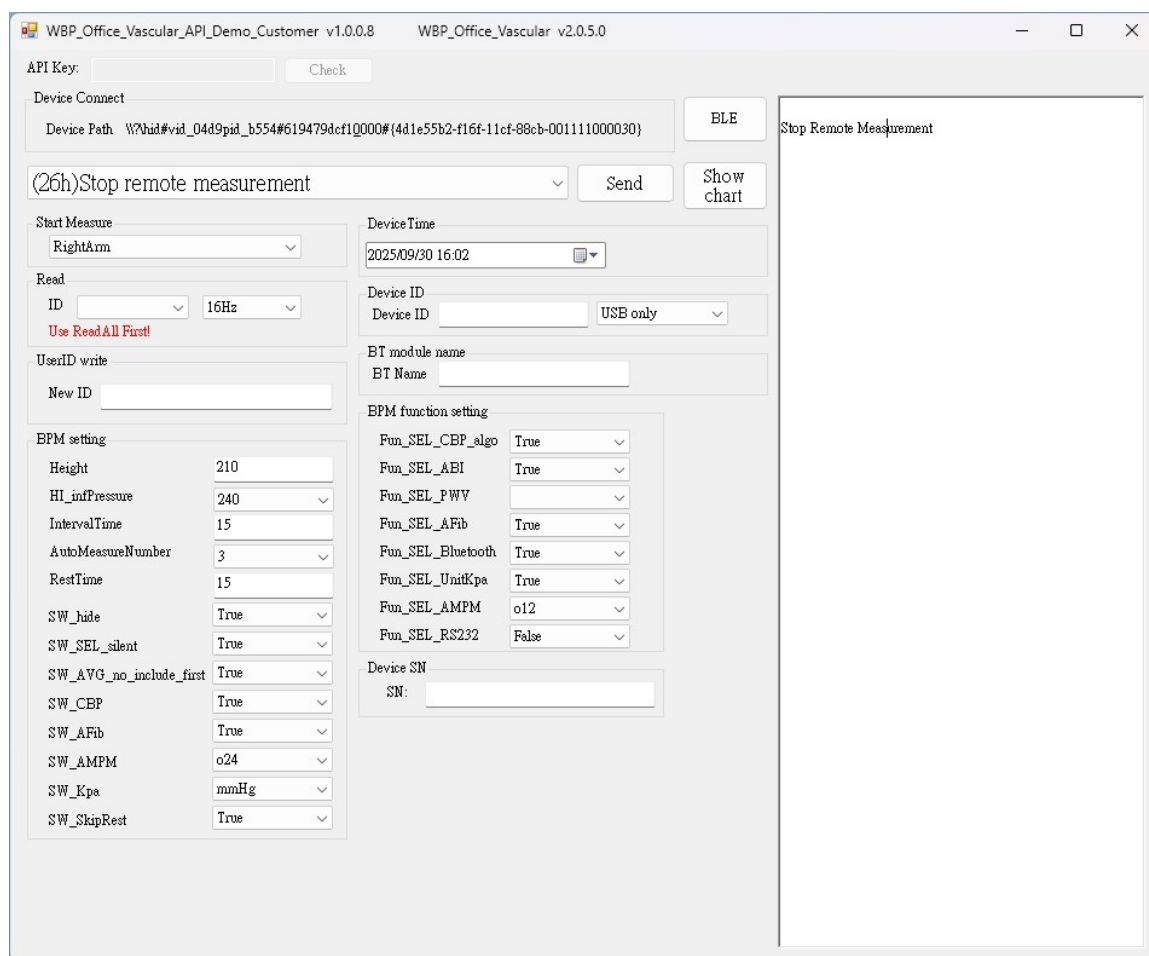 WBP_Office_Vascular_API_Demo_Customer v1.0.0.8 WBP_Office_Vascular v2.0.5.0
API Key: Check
Device Connect
Device Path \\?\hid#vid_04d9pid_b554#619479dcf10000#{4d1e55b2-f16f-11cf-88cb-001111000030}
BLE
Stop Remote Measurement
(26h)Stop remote measurement
Send
Show
chart
Start Measure
RightArm
DeviceTime
2025/09/30 16:02
Read
ID 16Hz
Use ReadAll First!
Device ID
Device ID USB only
UserID write
New ID
BT module name
BT Name
BPM setting
Height 210
HI_infPressure 240
IntervalTime 15
AutoMeasureNumber 3
RestTime 15
SW_hide True
SW_SEL_silent True
SW_AVG_no_include_first True
SW_CBP True
SW_AFib True
SW_AMPM o24
SW_Kpa mmHg
SW_SkipRest True
BPM function setting
Fun_SEL_CBP_algo True
Fun_SEL_ABI True
Fun_SEL_PWV
Fun_SEL_AFib True
Fun_SEL_Bluetooth True
Fun_SEL_UnitKpa True
Fun_SEL_AMPM o12
Fun_SEL_RS232 False
Device SN
SN: